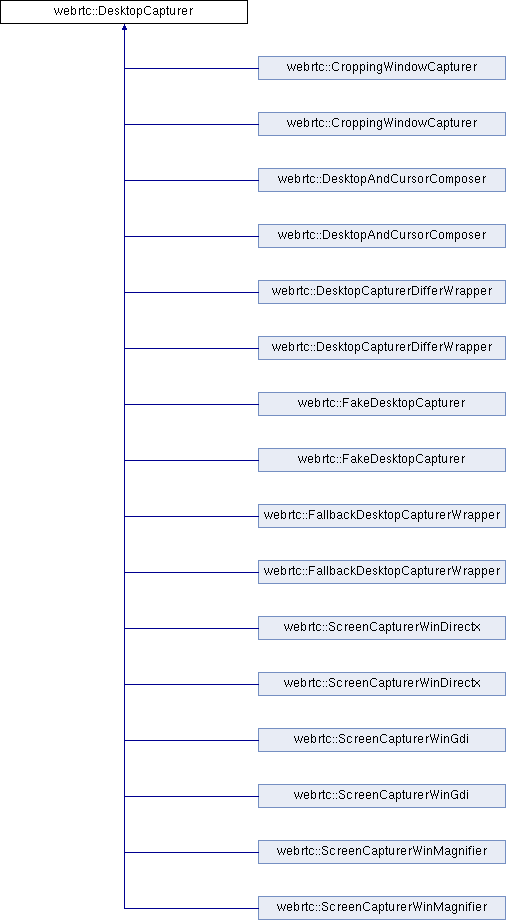 webrtc::DesktopCapturer
webrtc::CroppingWindowCapturer
webrtc::CroppingWindowCapturer
webrtc::DesktopAndCursorComposer
webrtc::DesktopAndCursorComposer
webrtc::DesktopCapturerDifferWrapper
webrtc::DesktopCapturerDifferWrapper
webrtc::FakeDesktopCapturer
webrtc::FakeDesktopCapturer
webrtc::FallbackDesktopCapturerWrapper
webrtc::FallbackDesktopCapturerWrapper
webrtc::ScreenCapturerWinDirectx
webrtc::ScreenCapturerWinDirectx
webrtc::ScreenCapturerWinGdi
webrtc::ScreenCapturerWinGdi
webrtc::ScreenCapturerWinMagnifier
webrtc::ScreenCapturerWinMagnifier